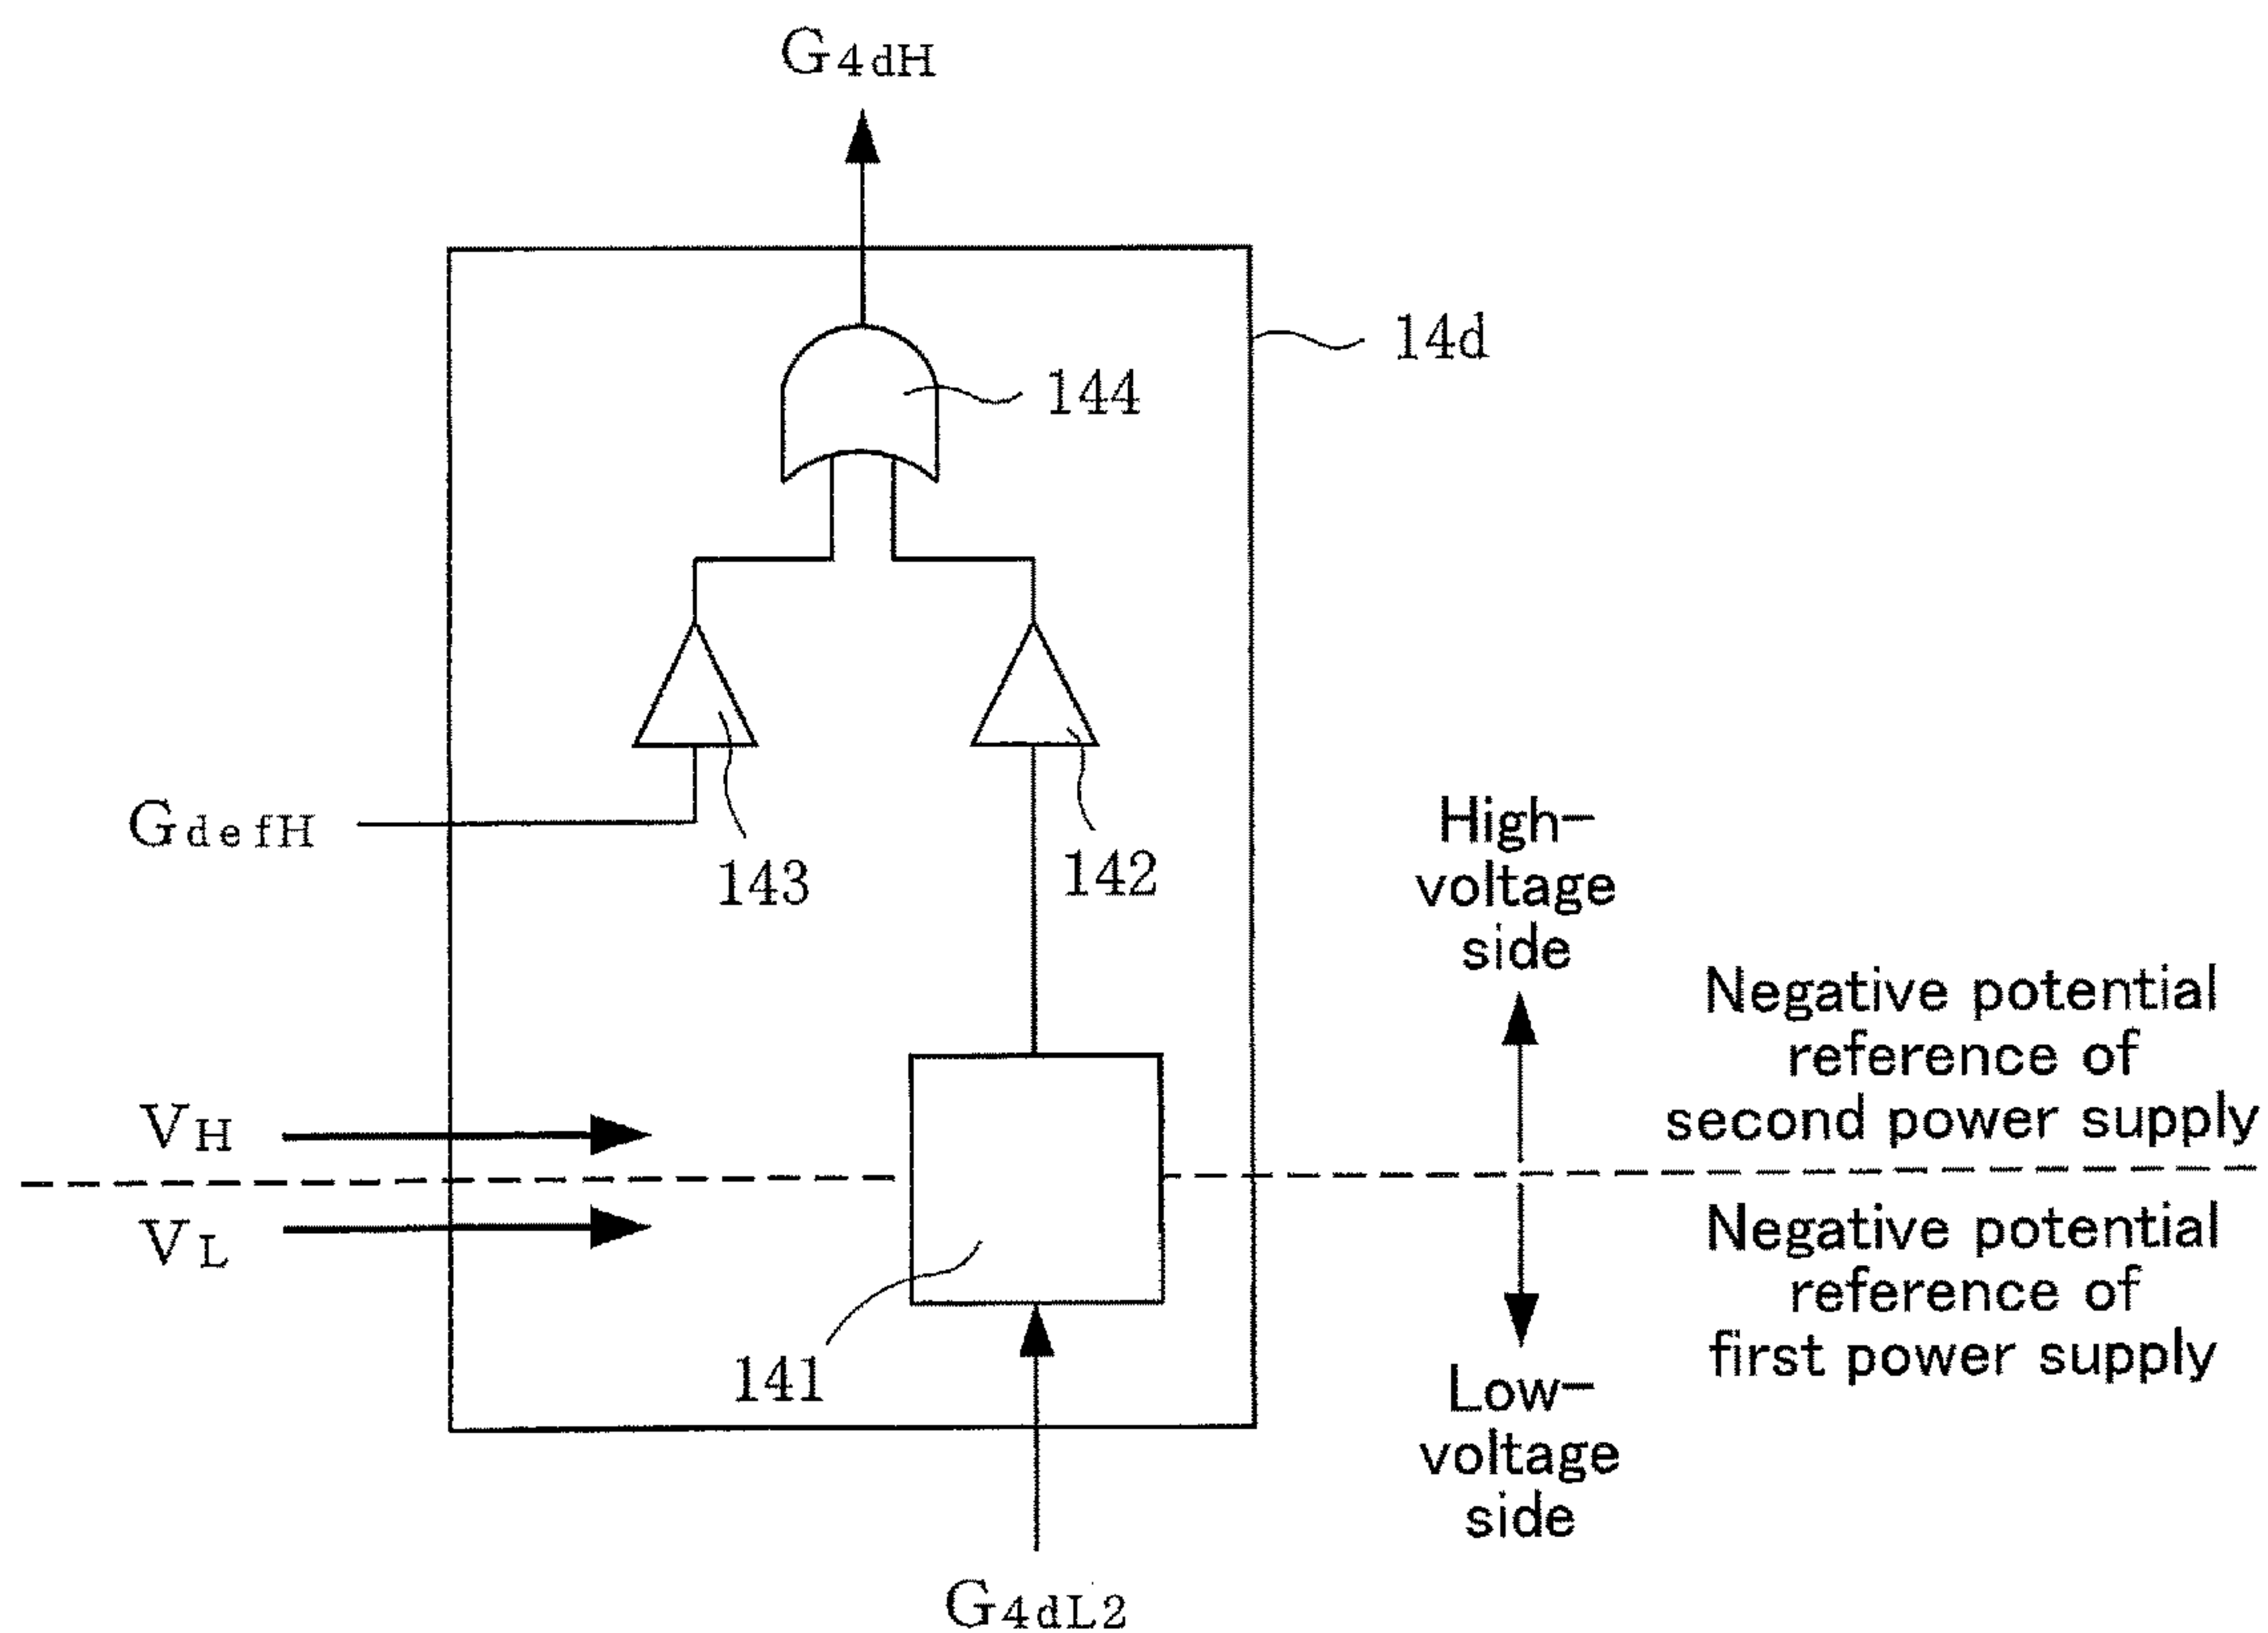 G4dH
14d
144
GdefH
143
142
High-
voltage
side
Negative potential
reference of
second power supply
VH
VL
Negative potential
reference of
first power supply
141
Low-
voltage
side
G4dL2